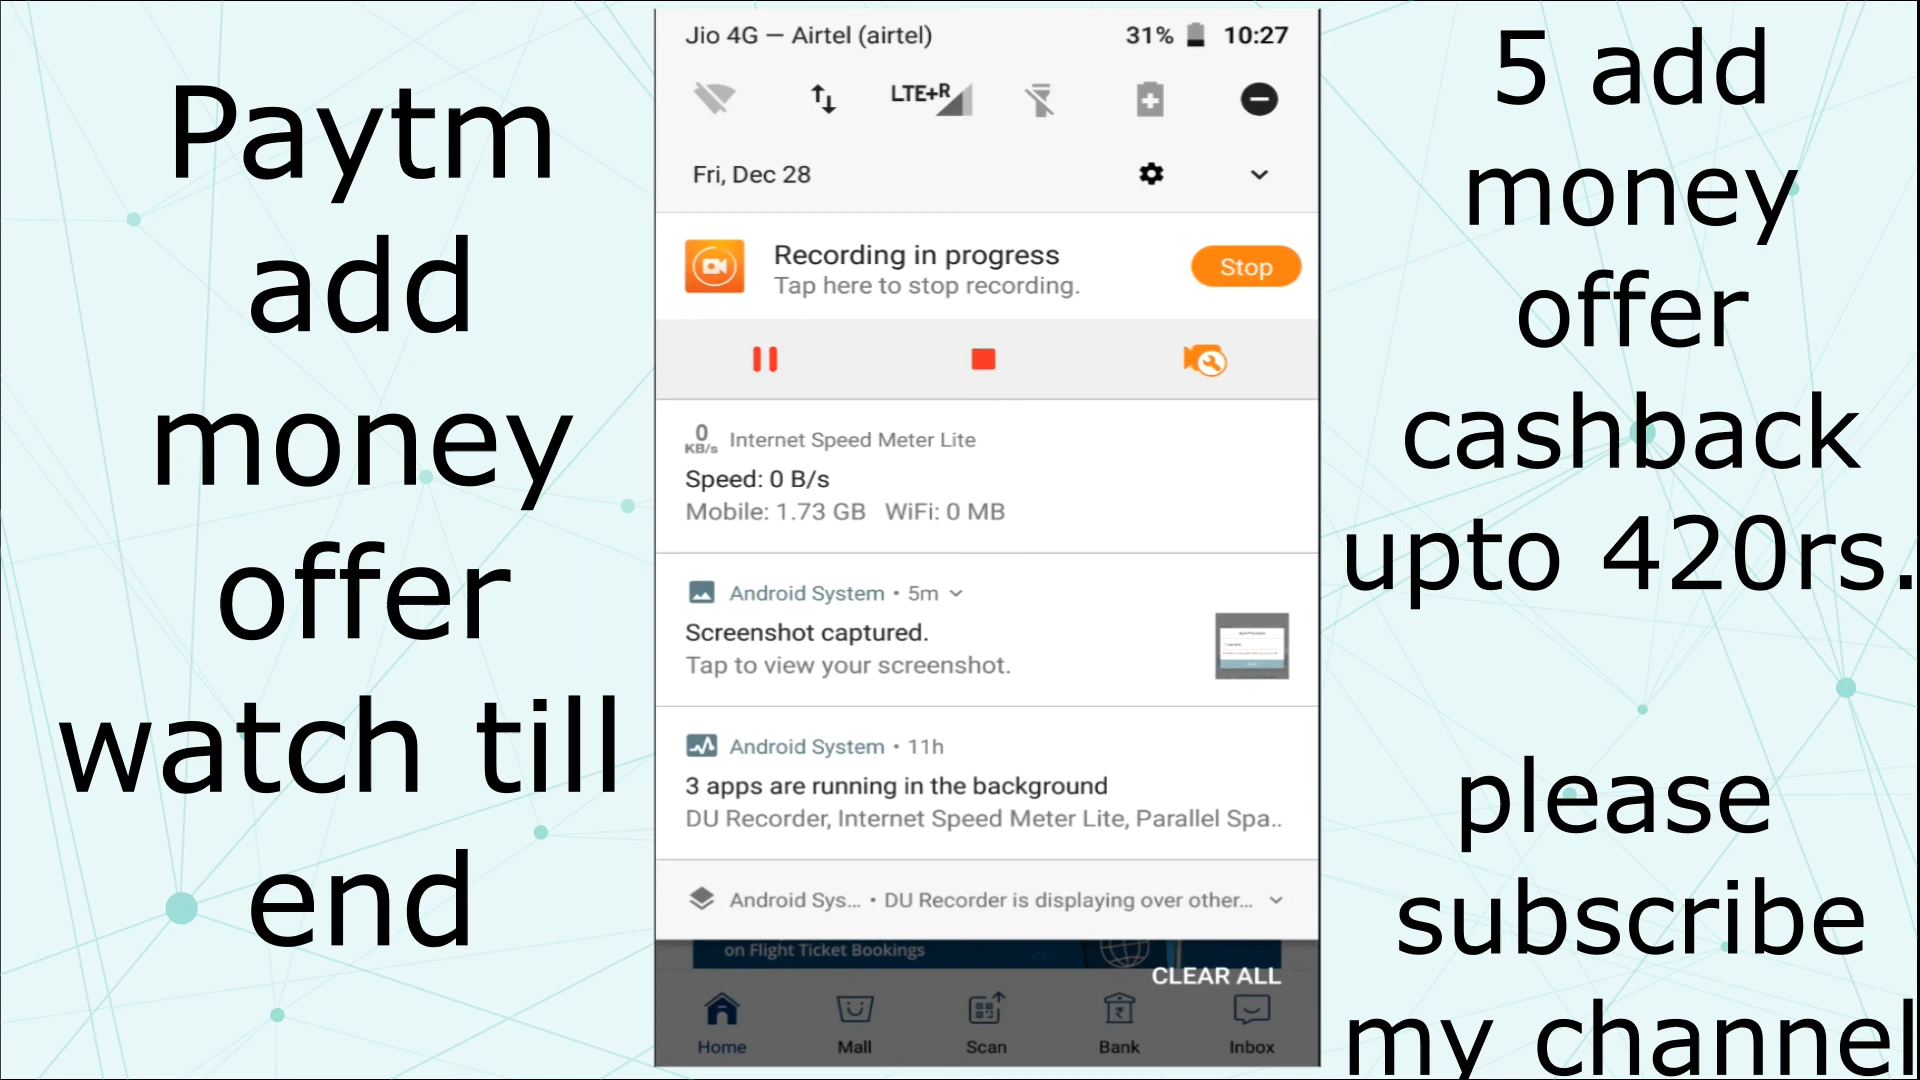 Paytm
add
money
offer
watch till
end
Jio 4G — Airtel (airtel)
31%
10:27
LTE+R
Fri, Dec 28
Recording in progress
Tap here to stop recording.
Stop
0
KB/s
Internet Speed Meter Lite
Speed: 0 B/s
Mobile: 1.73 GB WiFi: 0 MB
Android System • 5m
Screenshot captured.
Tap to view your screenshot.
Android System • 11h
3 apps are running in the background
DU Recorder, Internet Speed Meter Lite, Parallel Spa..
Android Sys... • DU Recorder is displaying over other...
on Flight Ticket Bookings
CLEAR ALL
Home
Mall
Scan
Bank
Inbox
5 add
money
offer
cashback
upto 420rs.
please
subscribe
my channel